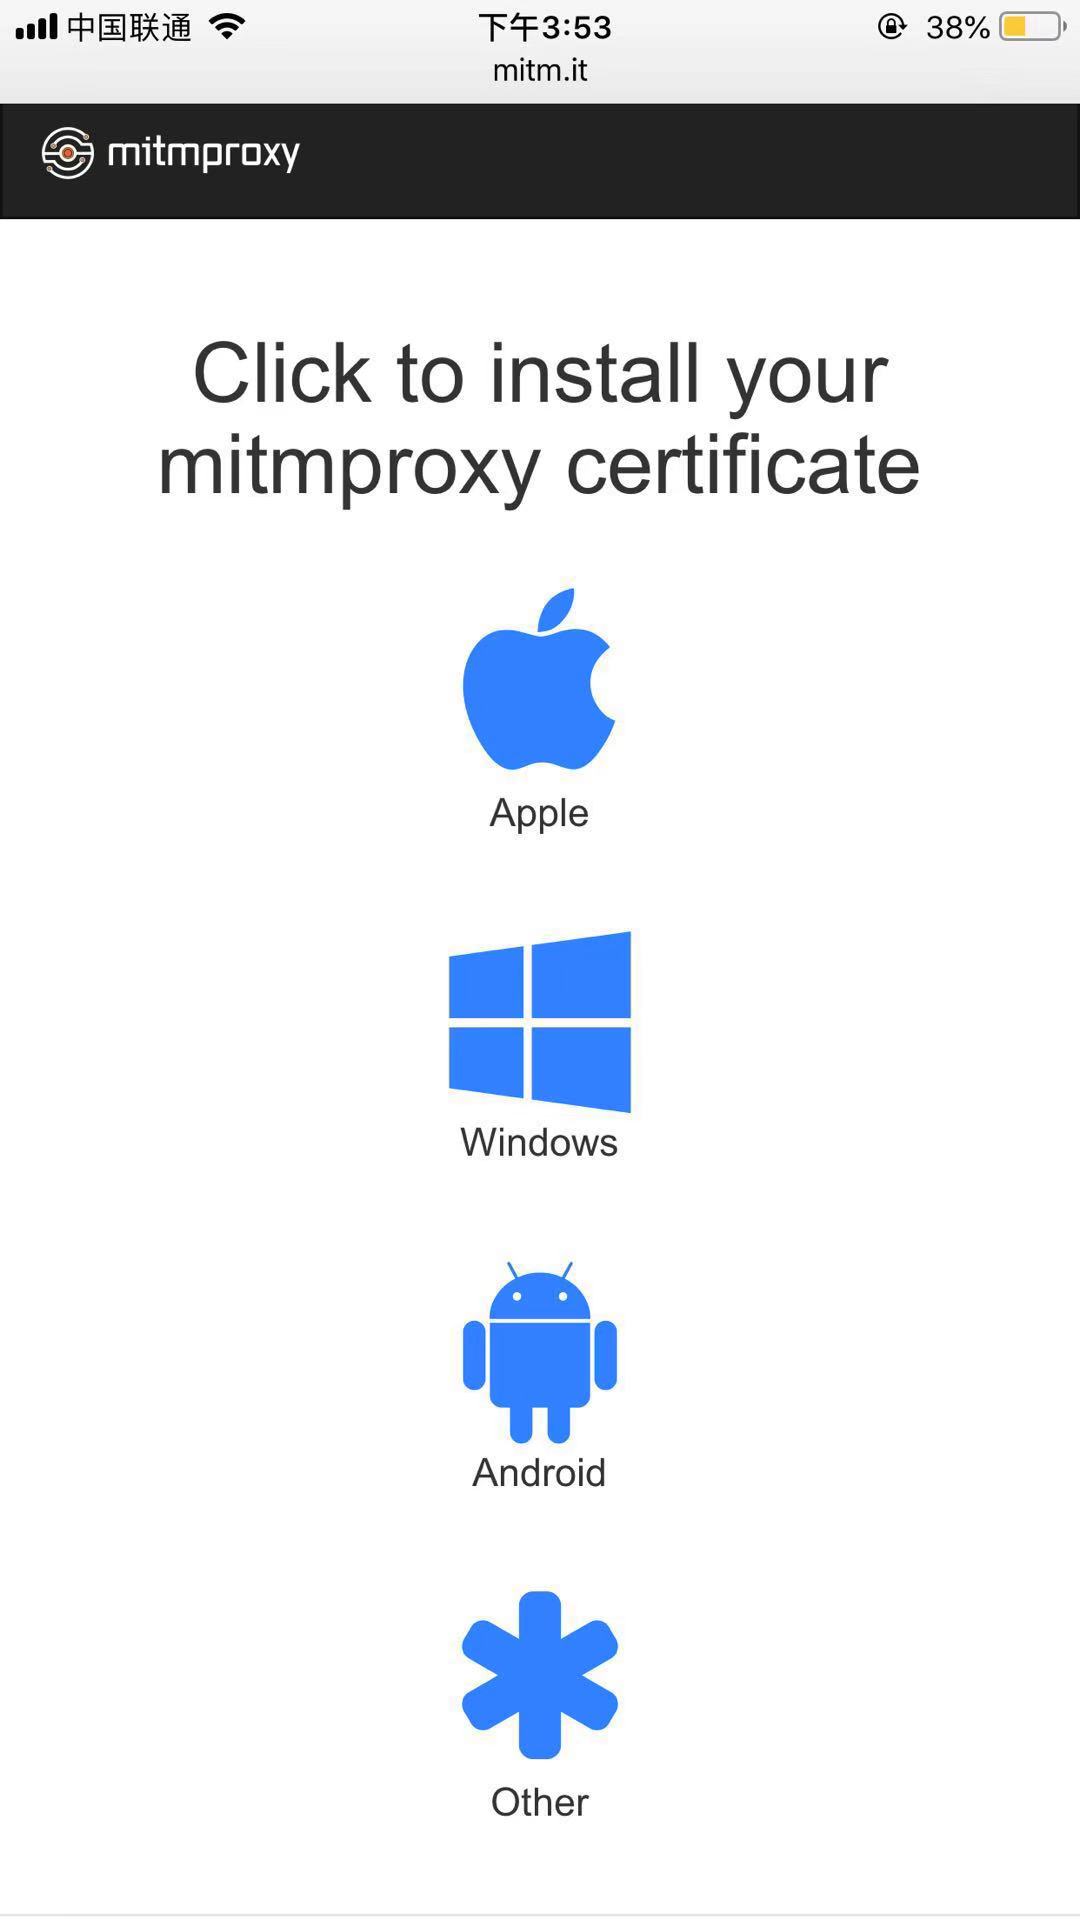 中国联通 下午3:53 38%
mitm.it
mitmproxy
Click to install your
mitmproxy certificate
Apple
Windows
Android
Other